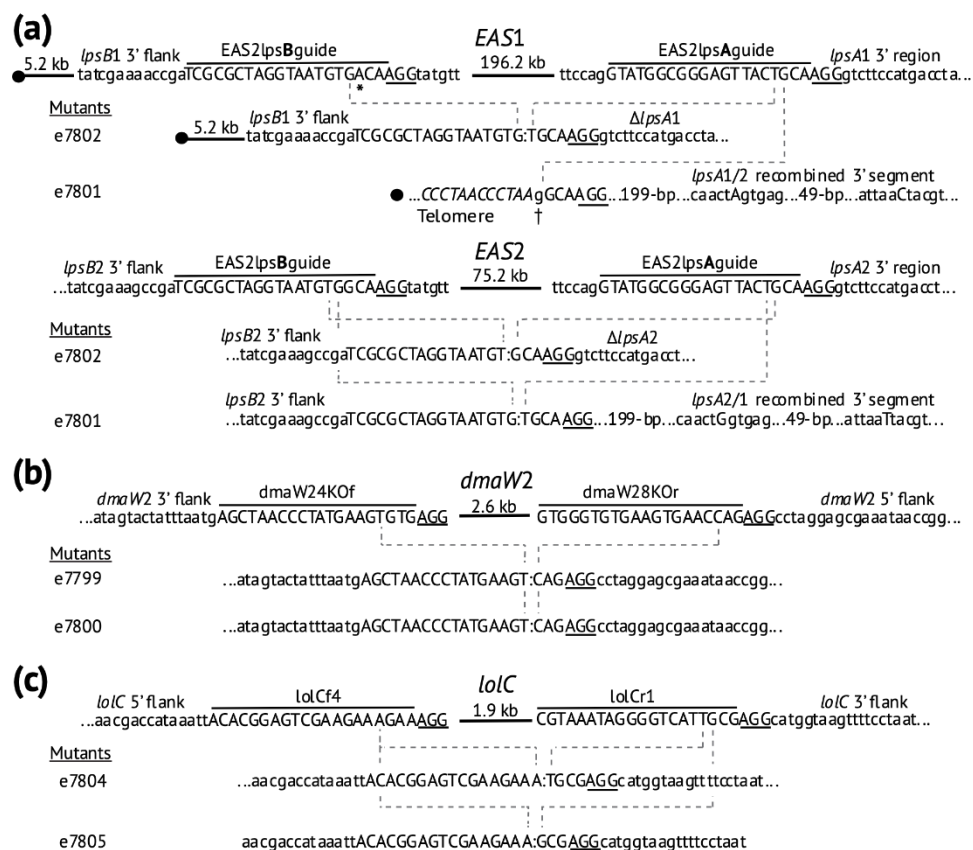 (a)
lpsB1 3' flank EAS2lpsBguide EAS1 EAS2lpsAguide lpsA1 3' region
5.2 kb tatcgaaaaccgaTCGCGCTAGGTAATGTGACAAGGtatgtt 196.2 kb ttccagGTATGGCGGGAGTTACTGCAAGGgtcttccatgaccta...
*
Mutants
lpsB1 3' flank ΔlpsA1
e7802 5.2 kb tatcgaaaaccgaTCGCGCTAGGTAATGTG:TGCAAGGgtcttccatgaccta...
lpsA1/2 recombined 3' segment
e7801 ...CCCTAACCCTAAgGCAAGG...199-bp...caactAgtgag...49-bp...attaaCtacgt...
Telomere †
lpsB2 3' flank EAS2lpsBguide EAS2 EAS2lpsAguide lpsA2 3' region
...tatcgaaagccgaTCGCGCTAGGTAATGTGGCAAGGtatgtt 75.2 kb ttccagGTATGGCGGGAGTTACTGCAAGGgtcttccatgacct...
Mutants
lpsB2 3' flank ΔlpsA2
e7802 ...tatcgaaagccgaTCGCGCTAGGTAATGT:GCAAGGgtcttccatgacct...
lpsB2 3' flank lpsA2/1 recombined 3' segment
e7801 ...tatcgaaagccgaTCGCGCTAGGTAATGTG:TGCAAGG...199-bp...caactGgtgag...49-bp...attaaTtacgt...
(b)
dmaW2 3' flank dmaW24KOf dmaW2 dmaW28KOr dmaW2 5' flank
...atagtactatttaatgAGCTAACCCTATGAAGTGTGAGG 2.6 kb GTGGGTGTGAAGTGAACCAGAGGcctaggagcgaaataaccgg...
Mutants
e7799 ...atagtactatttaatgAGCTAACCCTATGAAGT:CAGAGGcctaggagcgaaataaccgg...
e7800 ...atagtactatttaatgAGCTAACCCTATGAAGT:CAGAGGcctaggagcgaaataaccgg...
(c)
lolC 5' flank lolCf4 lolC lolCr1 lolC 3' flank
...aacgaccataaattACACGGAGTCGAAGAAAGAAAGG 1.9 kb CGTAAATAGGGGTCATTGCGAGGcatggtaagttttcctaat...
Mutants
e7804 ...aacgaccataaattACACGGAGTCGAAGAAA:TGCGAGGcatggtaagttttcctaat...
e7805 aacgaccataaattACACGGAGTCGAAGAAA:GCGAGGcatggtaagttttcctaat